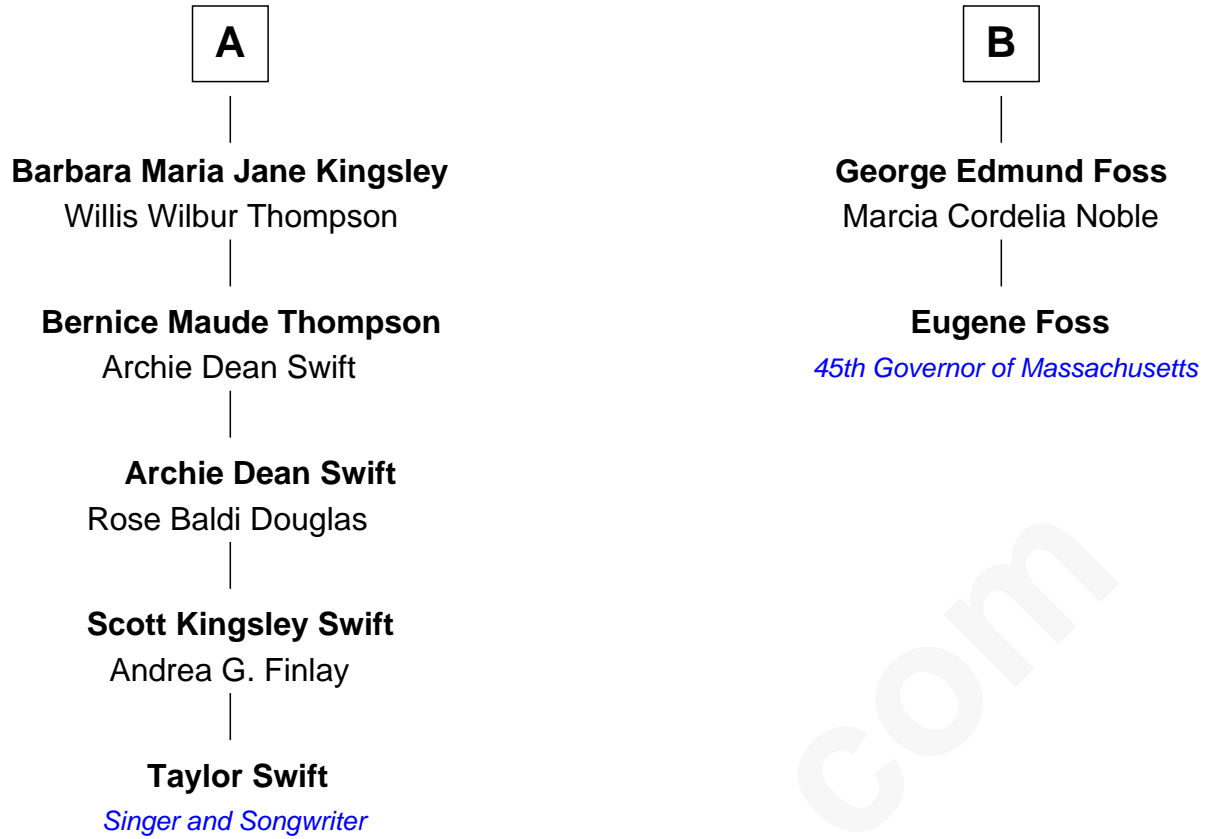 A
Barbara Maria Jane Kingsley
Willis Wilbur Thompson
Bernice Maude Thompson
Archie Dean Swift
Archie Dean Swift
Rose Baldi Douglas
Scott Kingsley Swift
Andrea G. Finlay
Taylor Swift
Singer and Songwriter
B
George Edmund Foss
Marcia Cordelia Noble
Eugene Foss
45th Governor of Massachusetts
com